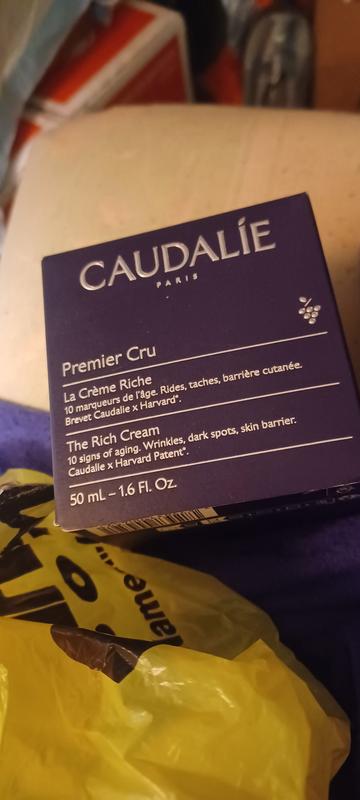 CAUDALÍE
PARIS
Premier Cru
La Crème Riche
10 marqueurs de l'âge. Rides, taches, barrière cutanée.
Brevet Caudalie x Harvard*.
The Rich Cream
10 signs of aging. Wrinkles, dark spots, skin barrier.
Caudalie x Harvard Patent*.
50 mL – 1.6 Fl. Oz.